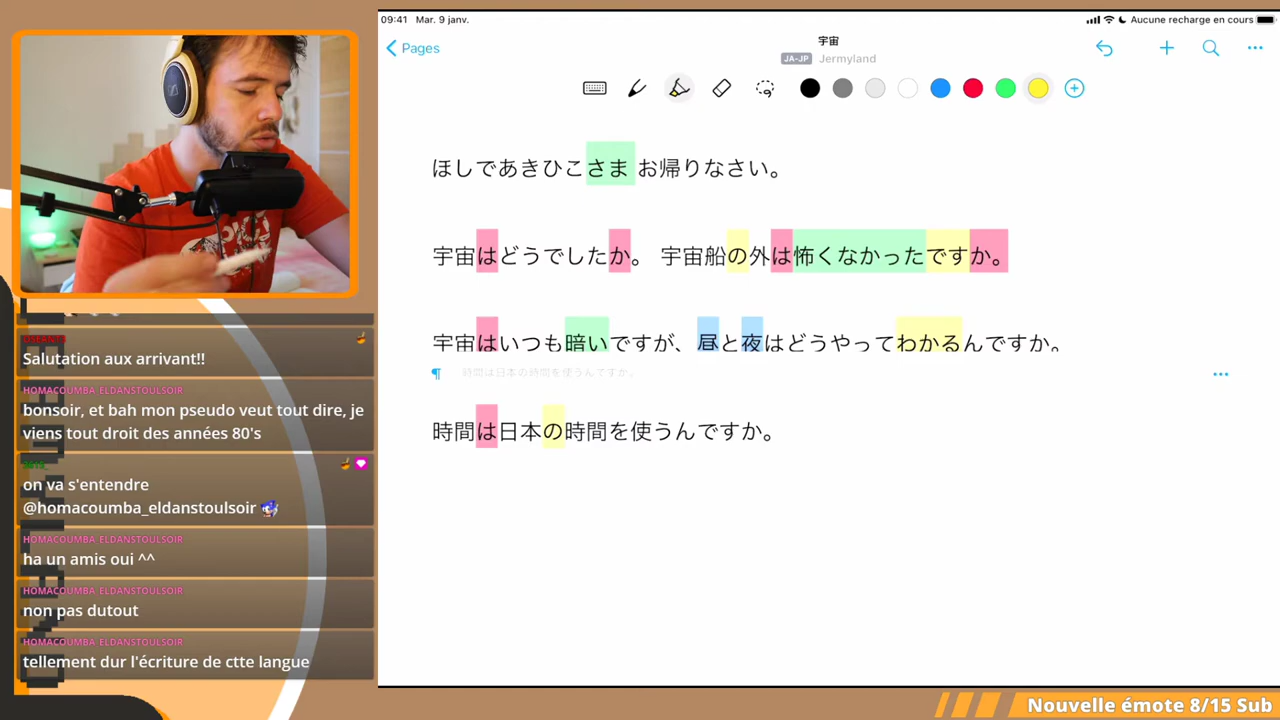 09:41 Mar. 9 janv.
Aucune recharge en cours
Pages
宇宙
JA-JP Jermyland
ほしであきひこさま お帰りなさい。
宇宙はどうでしたか。 宇宙船の外は怖くなかったですか。
宇宙はいつも暗いですが、昼と夜はどうやってわかるんですか。
時間は日本の時間を使うんですか。
時間は日本の時間を使うんですか。
Salutation aux arrivant!!
HOMACOUMBA_ELDANSTOULSOIR
bonsoir, et bah mon pseudo veut tout dire, je
viens tout droit des années 80's
on va s'entendre
@homacoumba_eldanstoulsoir
HOMACOUMBA_ELDANSTOULSOIR
ha un amis oui ^^
HOMACOUMBA_ELDANSTOULSOIR
non pas dutout
HOMACOUMBA_ELDANSTOULSOIR
tellement dur l'écriture de ctte langue
Nouvelle émote 8/15 Sub